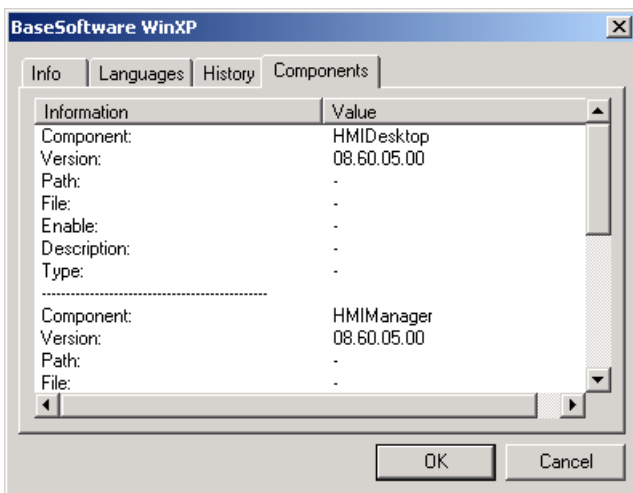 BaseSoftware WinXP
Info Languages History Components
Information Value
Component: HMIDesktop
Version: 08.60.05.00
Path: -
File: -
Enable: -
Description: -
Type: -
-----------------------------------------------
Component: HMIManager
Version: 08.60.05.00
Path: -
File: -
OK Cancel